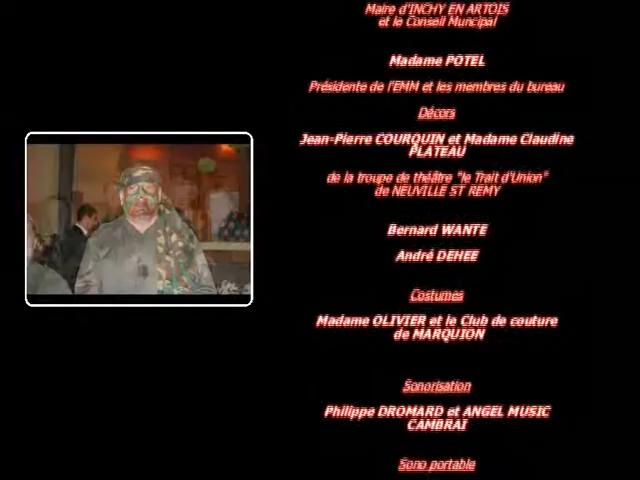 Maire d'INCHY EN ARTOIS
et le Conseil Muncipal
Madame POTEL
Présidente de l'EMM et les membres du bureau
Décors
Jean-Pierre COURQUIN et Madame Claudine
PLATEAU
de la troupe de théâtre "le Trait d'Union"
de NEUVILLE ST REMY
Bernard WANTE
André DEHEE
Costumes
Madame OLIVIER et le Club de couture
de MARQUION
Sonorisation
Philippe DROMARD et ANGEL MUSIC
CAMBRAI
Sono portable